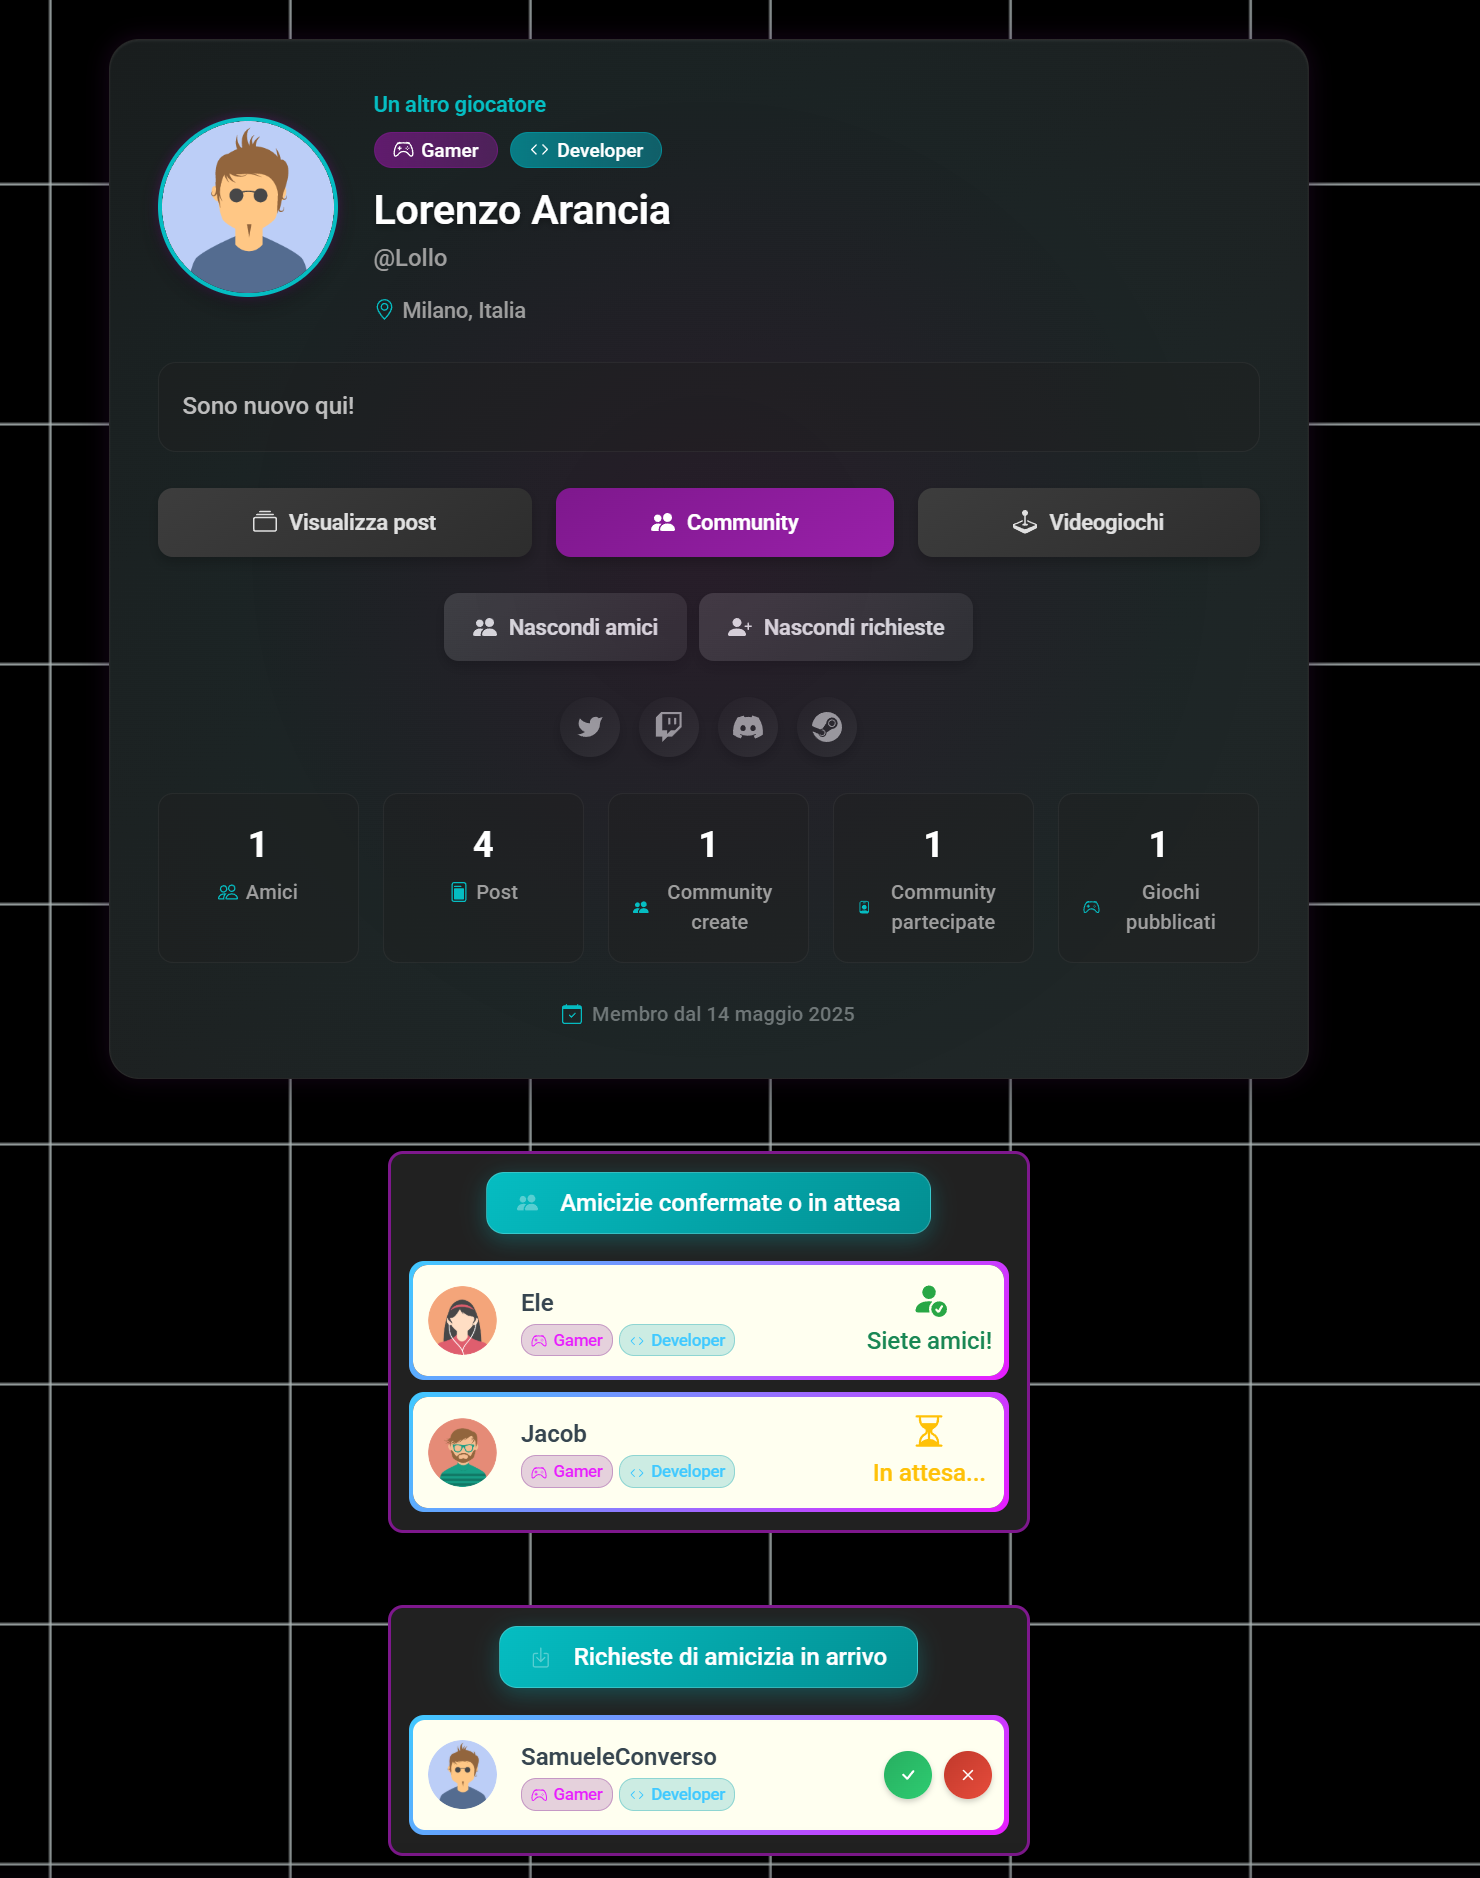 Un altro giocatore
Gamer
Developer
Lorenzo Arancia
@Lollo
Milano, Italia
Sono nuovo qui!
Visualizza post
Community
Videogiochi
Nascondi amici
Nascondi richieste
1
Amici
4
Post
1
Community
create
1
Community
partecipate
1
Giochi
pubblicati
Membro dal 14 maggio 2025
Amicizie confermate o in attesa
Ele
Gamer
Developer
Siete amici!
Jacob
Gamer
Developer
In attesa...
Richieste di amicizia in arrivo
SamueleConverso
Gamer
Developer